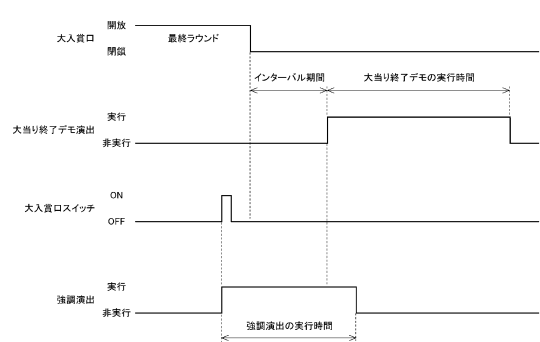 開放
大入賞口
最終ラウンド
閉鎖
インターバル期間
大当り終了デモの実行時間
実行
大当り終了デモ演出
非実行
ON
大入賞口スイッチ
OFF
実行
強調演出
非実行
強調演出の実行時間